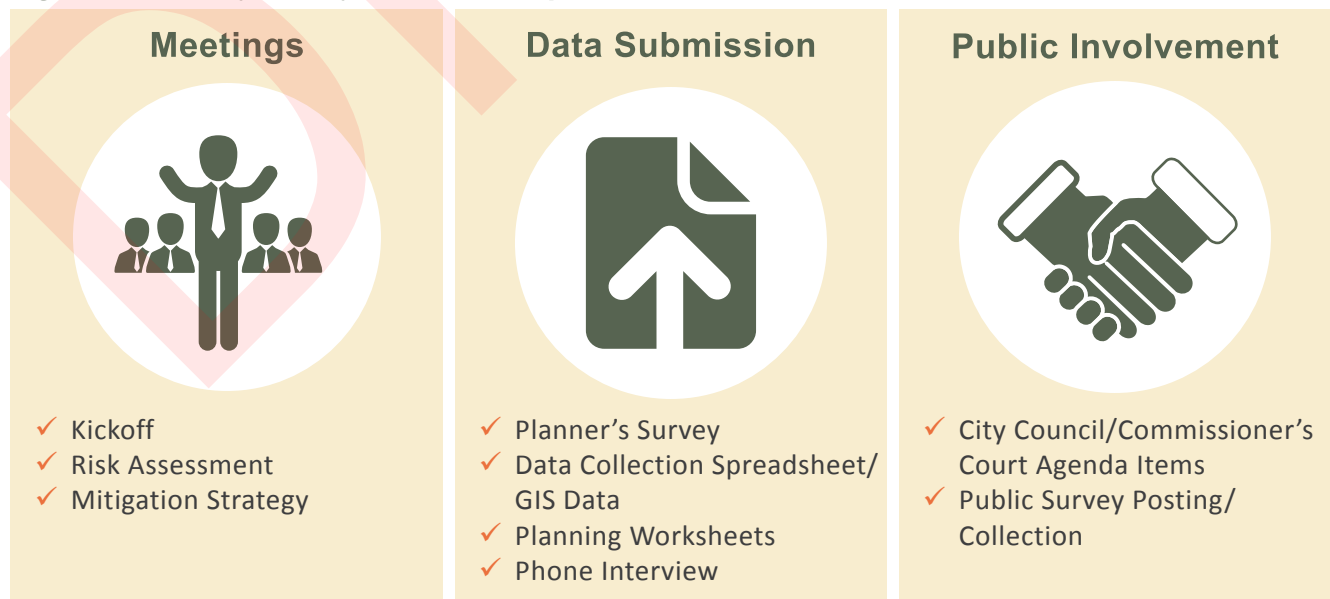 Meetings
✓ Kickoff
✓ Risk Assessment
✓ Mitigation Strategy
Data Submission
✓ Planner's Survey
✓ Data Collection Spreadsheet/
GIS Data
✓ Planning Worksheets
✓ Phone Interview
Public Involvement
✓ City Council/Commissioner's
Court Agenda Items
✓ Public Survey Posting/
Collection